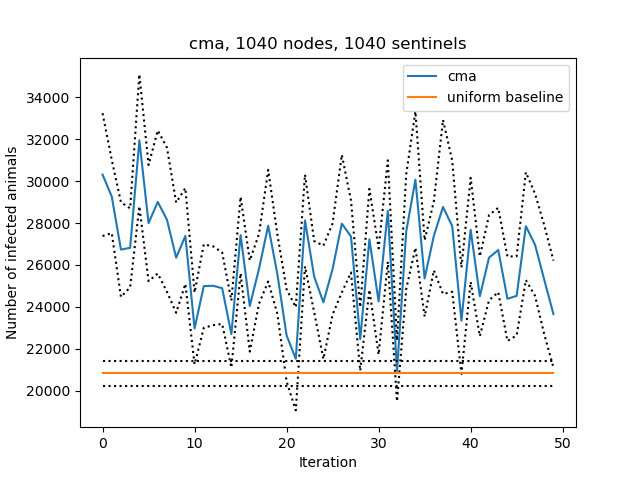 cma, 1040 nodes, 1040 sentinels
cma
uniform baseline
Number of infected animals
34000
32000
30000
28000
26000
24000
22000
20000
0
10
20
30
40
50
Iteration